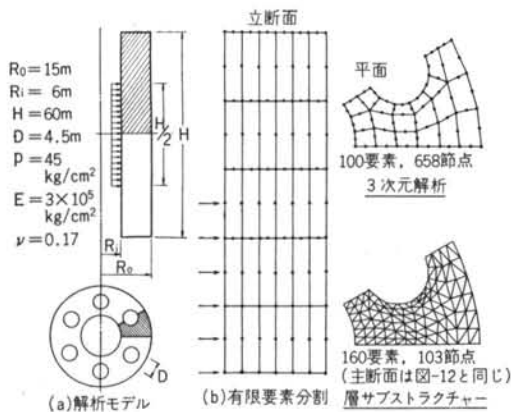 立断面
R₀=15m
Rᵢ= 6m
H=60m
D=4.5m
P=45
kg/cm²
E=3×10⁵
kg/cm²
ν=0.17
H/2
H
Rᵢ
R₀
D
(a)解析モデル
(b)有限要素分割
平面
100要素，658節点
3次元解析
160要素，103節点
(主断面は図-12と同じ)
層サブストラクチャー